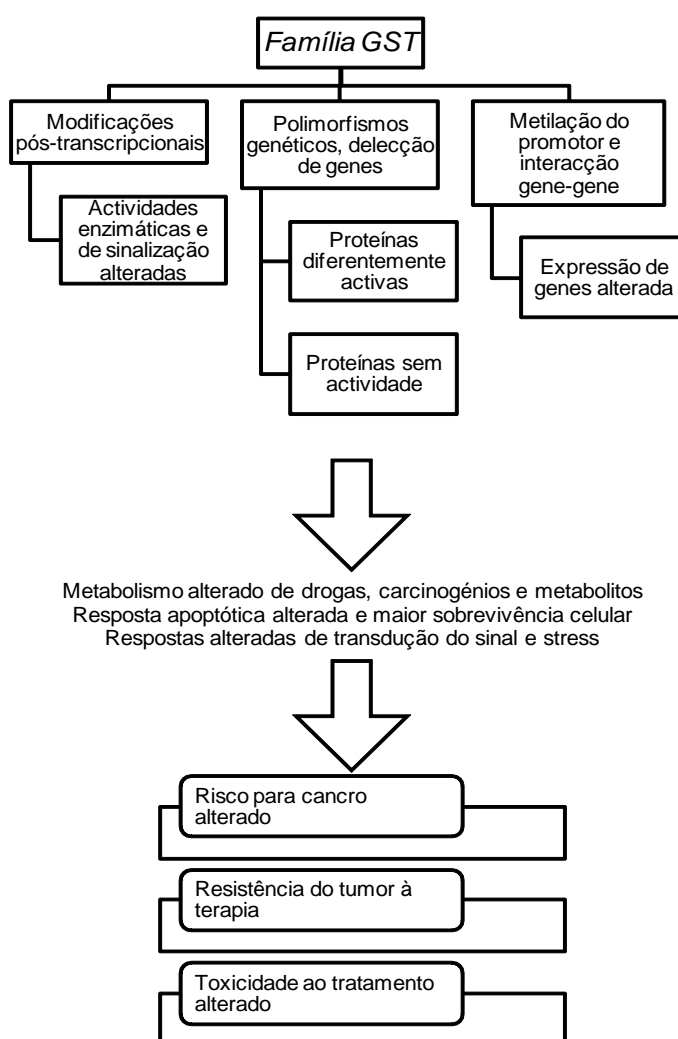 Família GST
Modificações
pós-transcripcionais
Actividades
enzimáticas e
de sinalização
alteradas
Polimorfismos
genéticos, delecção
de genes
Proteínas
diferentemente
activas
Proteínas sem
actividade
Metilação do
promotor e
interacção
gene-gene
Expressão de
genes alterada
Metabolismo alterado de drogas, carcinogénios e metabolitos
Resposta apoptótica alterada e maior sobrevivência celular
Respostas alteradas de transdução do sinal e stress
Risco para cancro
alterado
Resistência do tumor à
terapia
Toxicidade ao tratamento
alterado